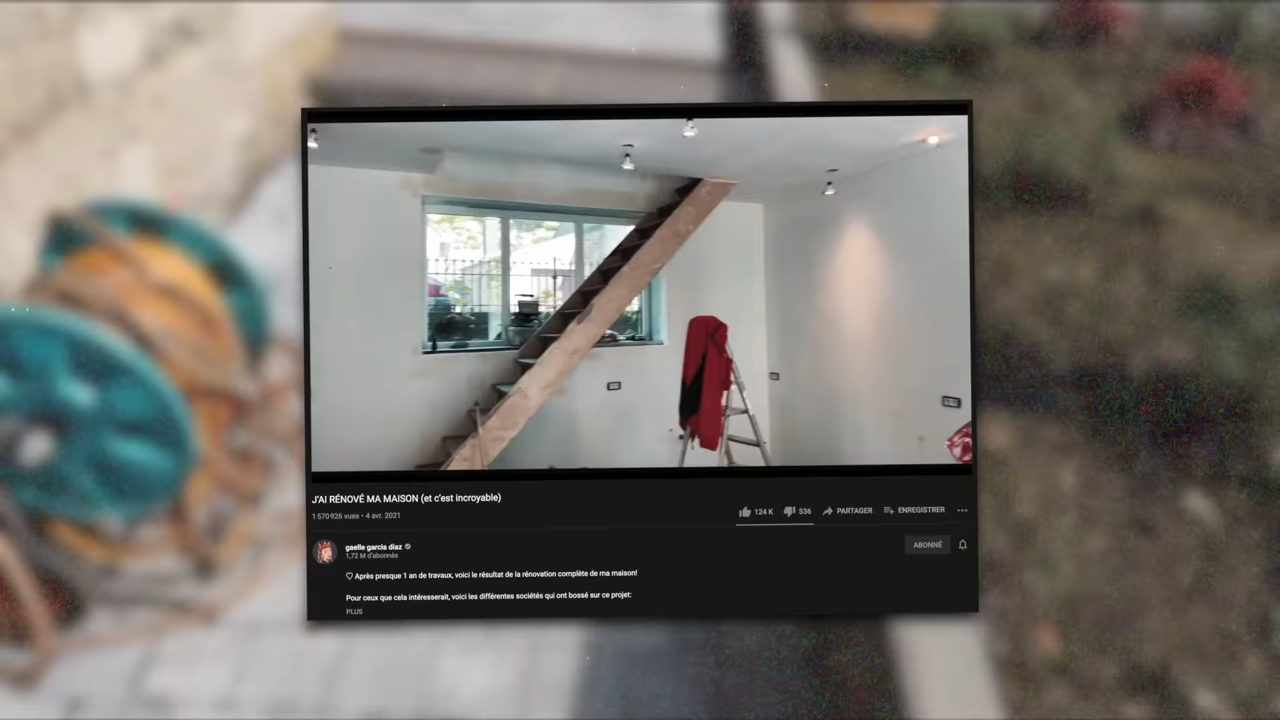 J'AI RÉNOVÉ MA MAISON (et c'est incroyable)
1 570 926 vues • 4 avr. 2021
124 K
536
PARTAGER
ENREGISTRER
gaelle garcia diaz
1,72 M d'abonnés
ABONNÉ
♡ Après presque 1 an de travaux, voici le résultat de la rénovation complète de ma maison!
Pour ceux que cela intéresserait, voici les différentes sociétés qui ont bossé sur ce projet:
PLUS